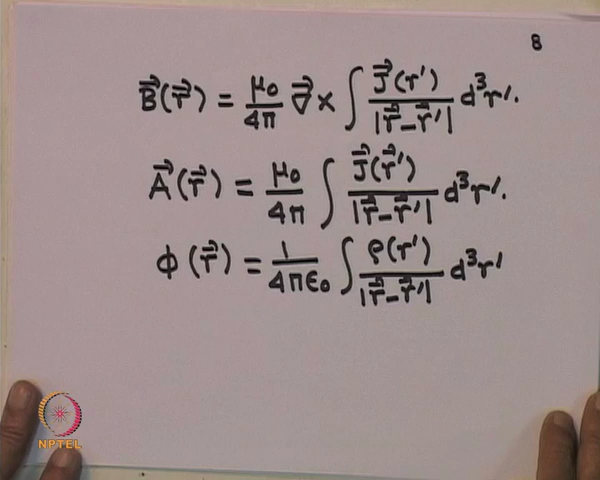 8
B⃗(r⃗) = μ₀/4π ∇⃗ × ∫ J⃗(r′)/|r⃗−r⃗′| d³r′.
A⃗(r⃗) = μ₀/4π ∫ J⃗(r⃗′)/|r⃗−r⃗′| d³r′.
ϕ(r⃗) = 1/4πϵ₀ ∫ ρ(r′)/|r⃗−r⃗′| d³r′
NPTEL